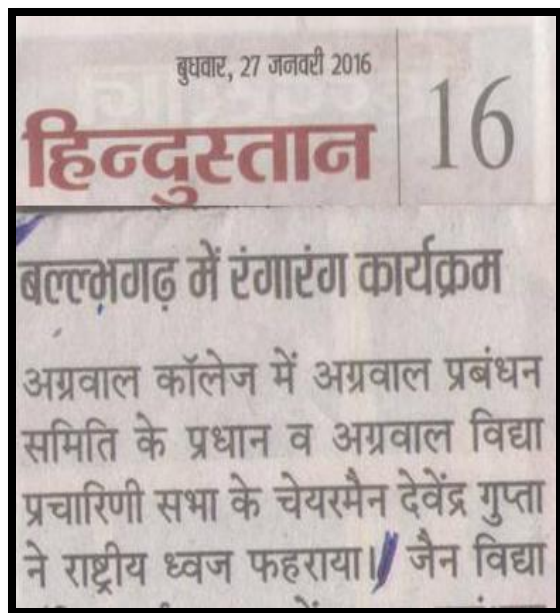 बुधवार, 27 जनवरी 2016
हिन्दुस्तान
16
बल्ल्भगढ़ में रंगारंग कार्यक्रम
अग्रवाल कॉलेज में अग्रवाल प्रबंधन
समिति के प्रधान व अग्रवाल विद्या
प्रचारिणी सभा के चेयरमैन देवेंद्र गुप्ता
ने राष्ट्रीय ध्वज फहराया। जैन विद्या